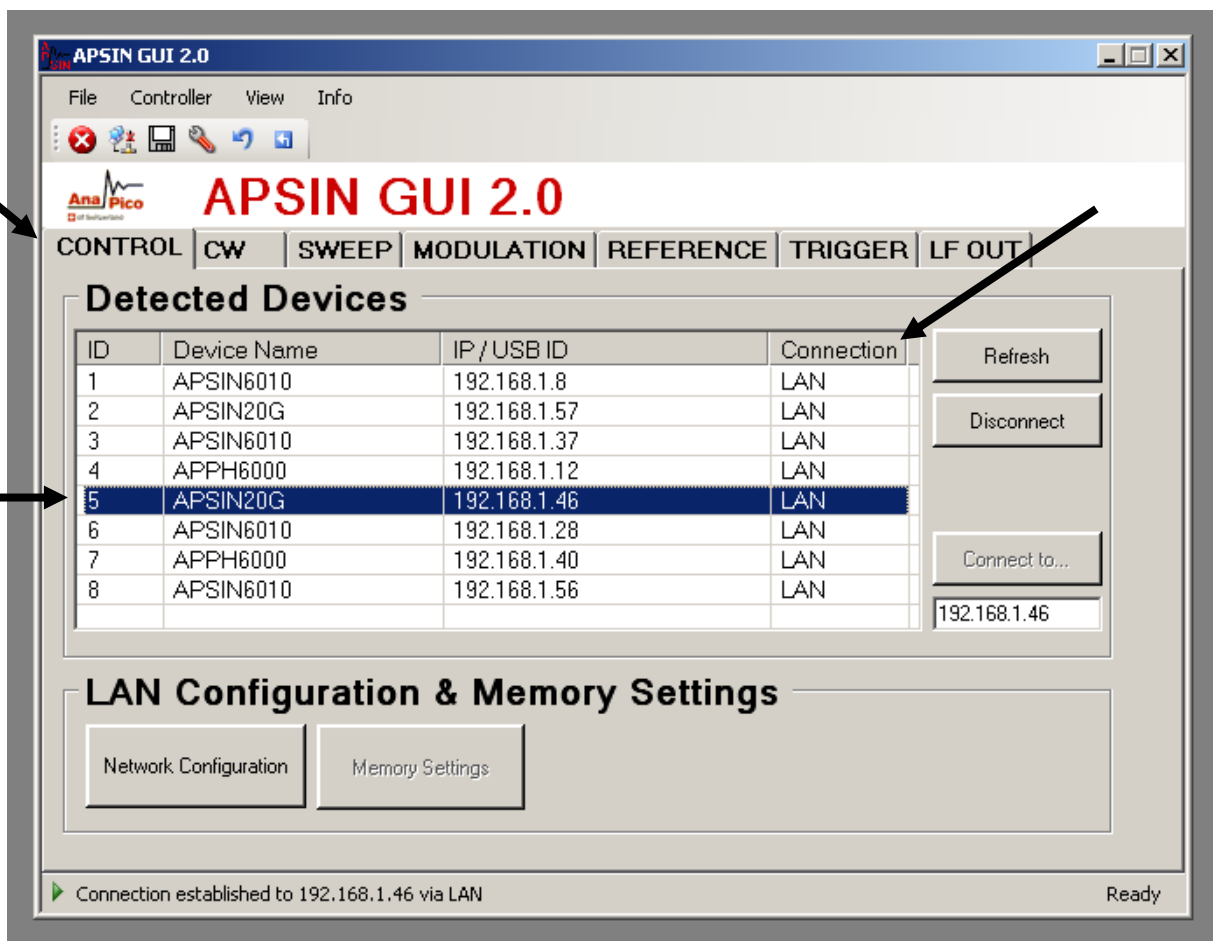 APSIN GUI 2.0
File Controller View Info
Ana Pico
APSIN GUI 2.0
CONTROL CW SWEEP MODULATION REFERENCE TRIGGER LF OUT
Detected Devices
ID Device Name IP / USB ID Connection
1 APSIN6010 192.168.1.8 LAN
2 APSIN20G 192.168.1.57 LAN
3 APSIN6010 192.168.1.37 LAN
4 APPH6000 192.168.1.12 LAN
5 APSIN20G 192.168.1.46 LAN
6 APSIN6010 192.168.1.28 LAN
7 APPH6000 192.168.1.40 LAN
8 APSIN6010 192.168.1.56 LAN
Refresh
Disconnect
Connect to...
192.168.1.46
LAN Configuration & Memory Settings
Network Configuration Memory Settings
Connection established to 192.168.1.46 via LAN Ready